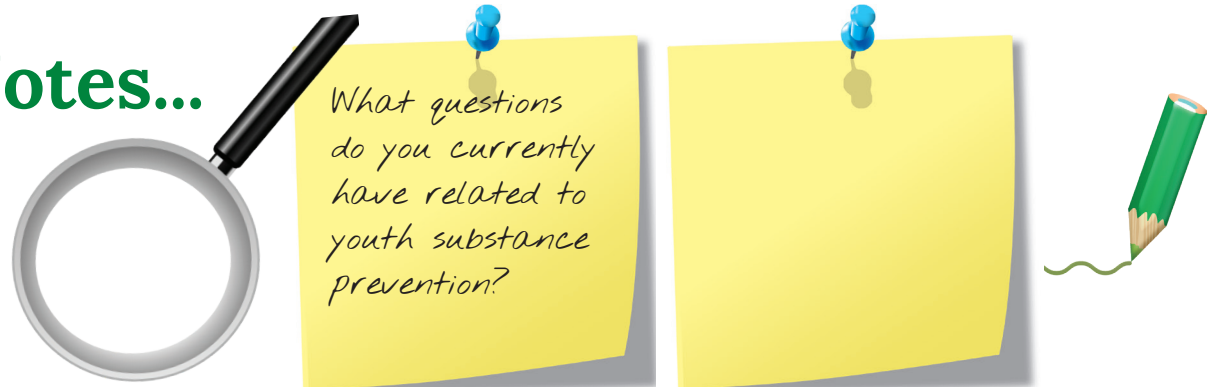 otes...
What questions
do you currently
have related to
youth substance
prevention?